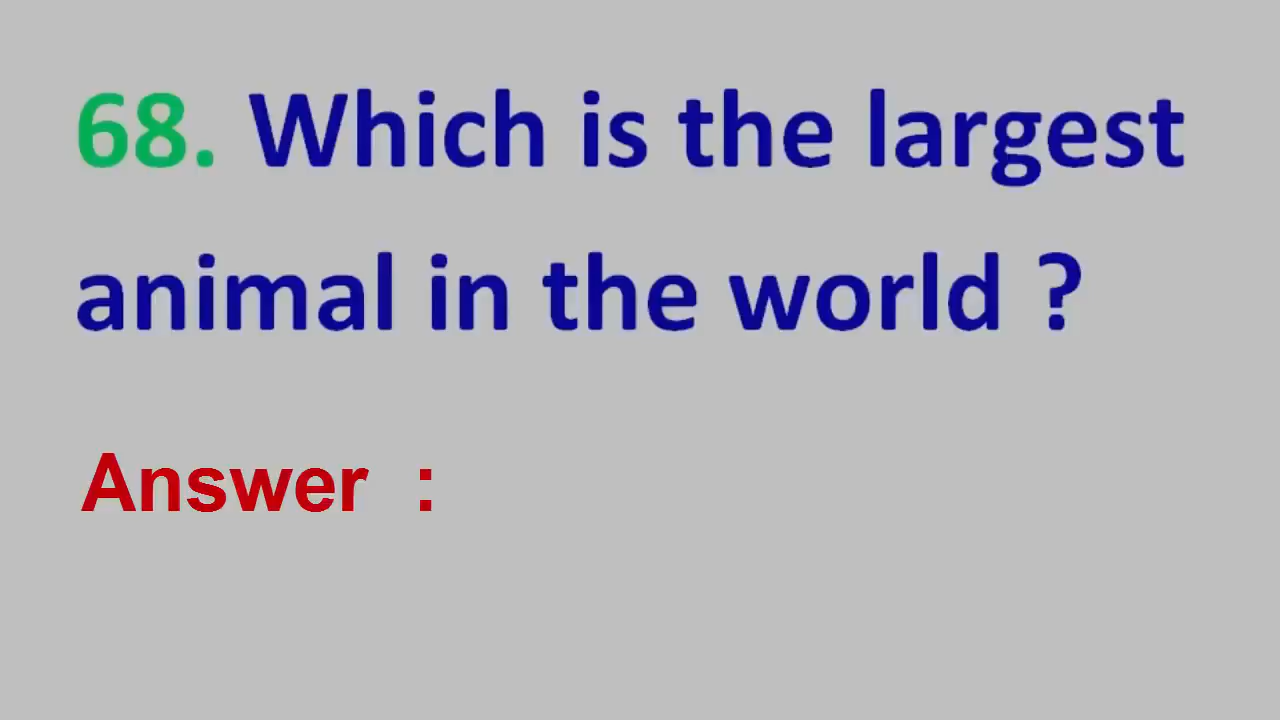 68. Which is the largest
animal in the world ?
Answer :